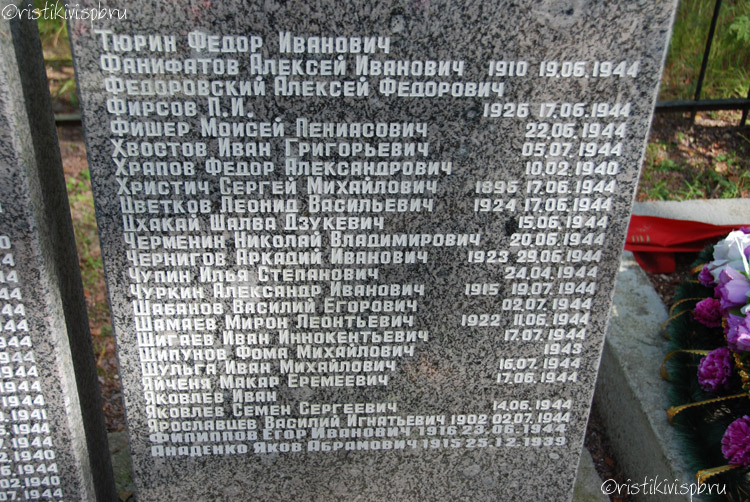 ©ristikivispbru
Тюрин Федор Иванович
Фанифатов Алексей Иванович 1910 19.06.1944
Федоровский Алексей Федорович
Фирсов П.И. 1926 17.06.1944
Фишер Моисей Пениасович 22.06.1944
Хвостов Иван Григорьевич 05.07.1944
Храпов Федор Александрович 10.02.1940
Христич Сергей Михайлович 1896 17.06.1944
Цветков Леонид Васильевич 1924 17.06.1944
Цхакай Шалва Дзукевич 15.06.1944
Черменин Николай Владимирович 20.06.1944
Чернигов Аркадий Иванович 1923 29.06.1944
Чупин Илья Степанович 24.04.1944
Чуркин Александр Иванович 1915 19.07.1944
Шабанов Василий Егорович 02.07.1944
Шамаев Мирон Леонтьевич 1922 11.06.1944
Шигаев Иван Иннокентьевич 17.07.1944
Шипунов Фома Михайлович 1943
Шульга Иван Михайлович 16.07.1944
Яйченя Макар Еремеевич 17.06.1944
Яковлев Иван
Яковлев Семен Сергеевич 14.06.1944
Ярославцев Василий Игнатьевич 1902 02.07.1944
Филиппов Егор Иванович 1916 23.06.1944
Анаденко Яков Абрамович 1915 25.12.1939
©ristikivispbru